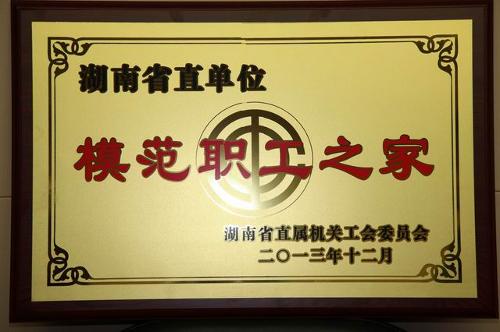 湖南省直单位
模范职工之家
湖南省直属机关工会委员会
二〇一三年十二月